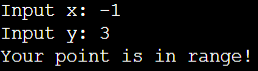 Input x: -1
Input y: 3
Your point is in range!